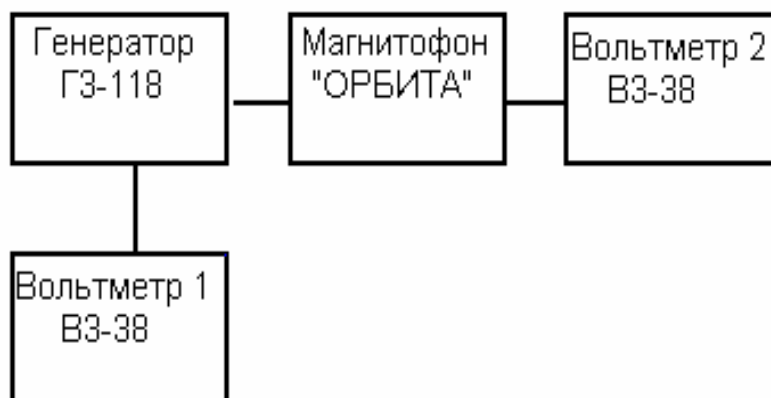 Генератор
Г3-118
Магнитофон
"ОРБИТА"
Вольтметр 2
В3-38
Вольтметр 1
В3-38